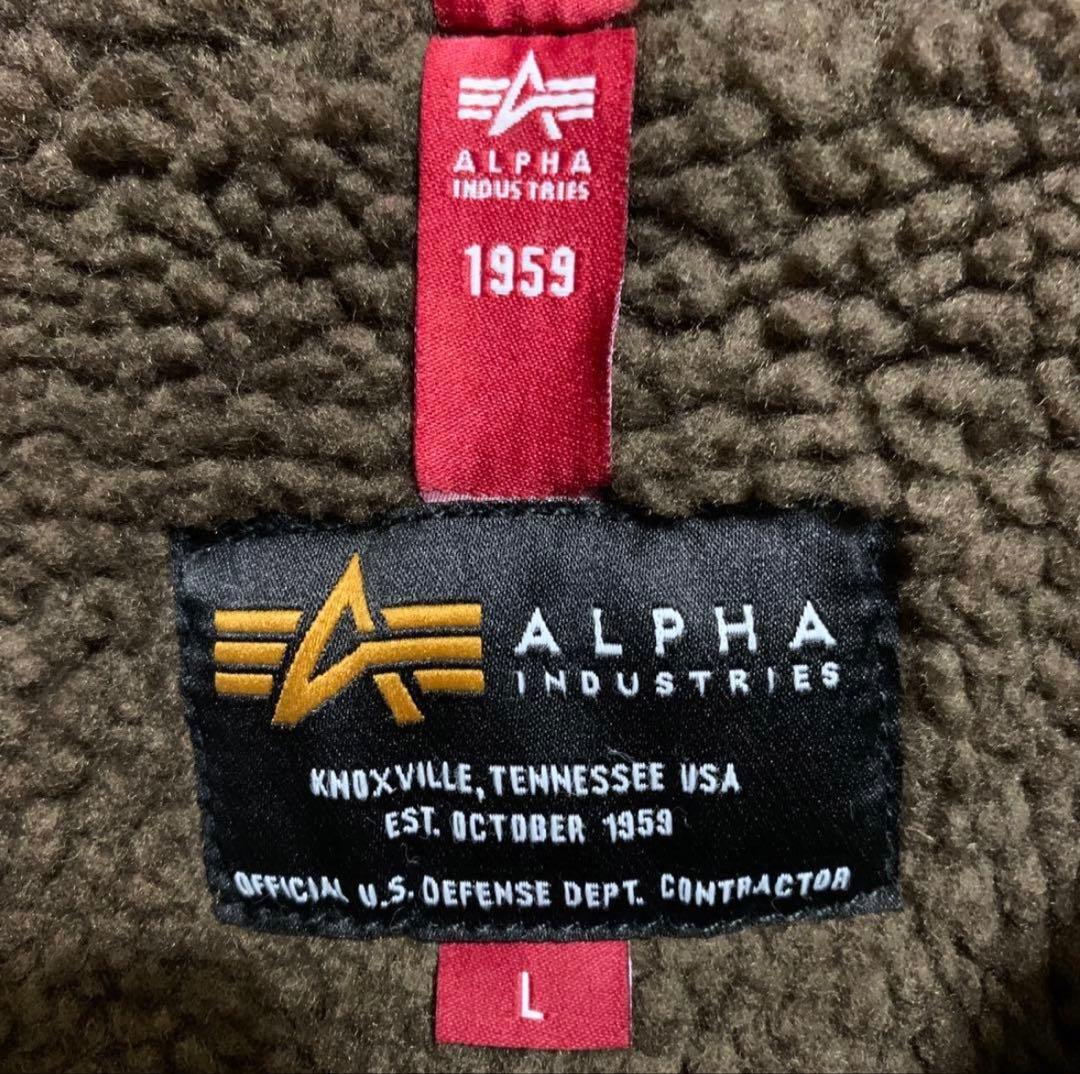 ALPHA
INDUSTRIES
1959
ALPHA
INDUSTRIES
KNOXVILLE, TENNESSEE USA
EST. OCTOBER 1959
OFFICIAL U.S. DEFENSE DEPT. CONTRACTOR
L